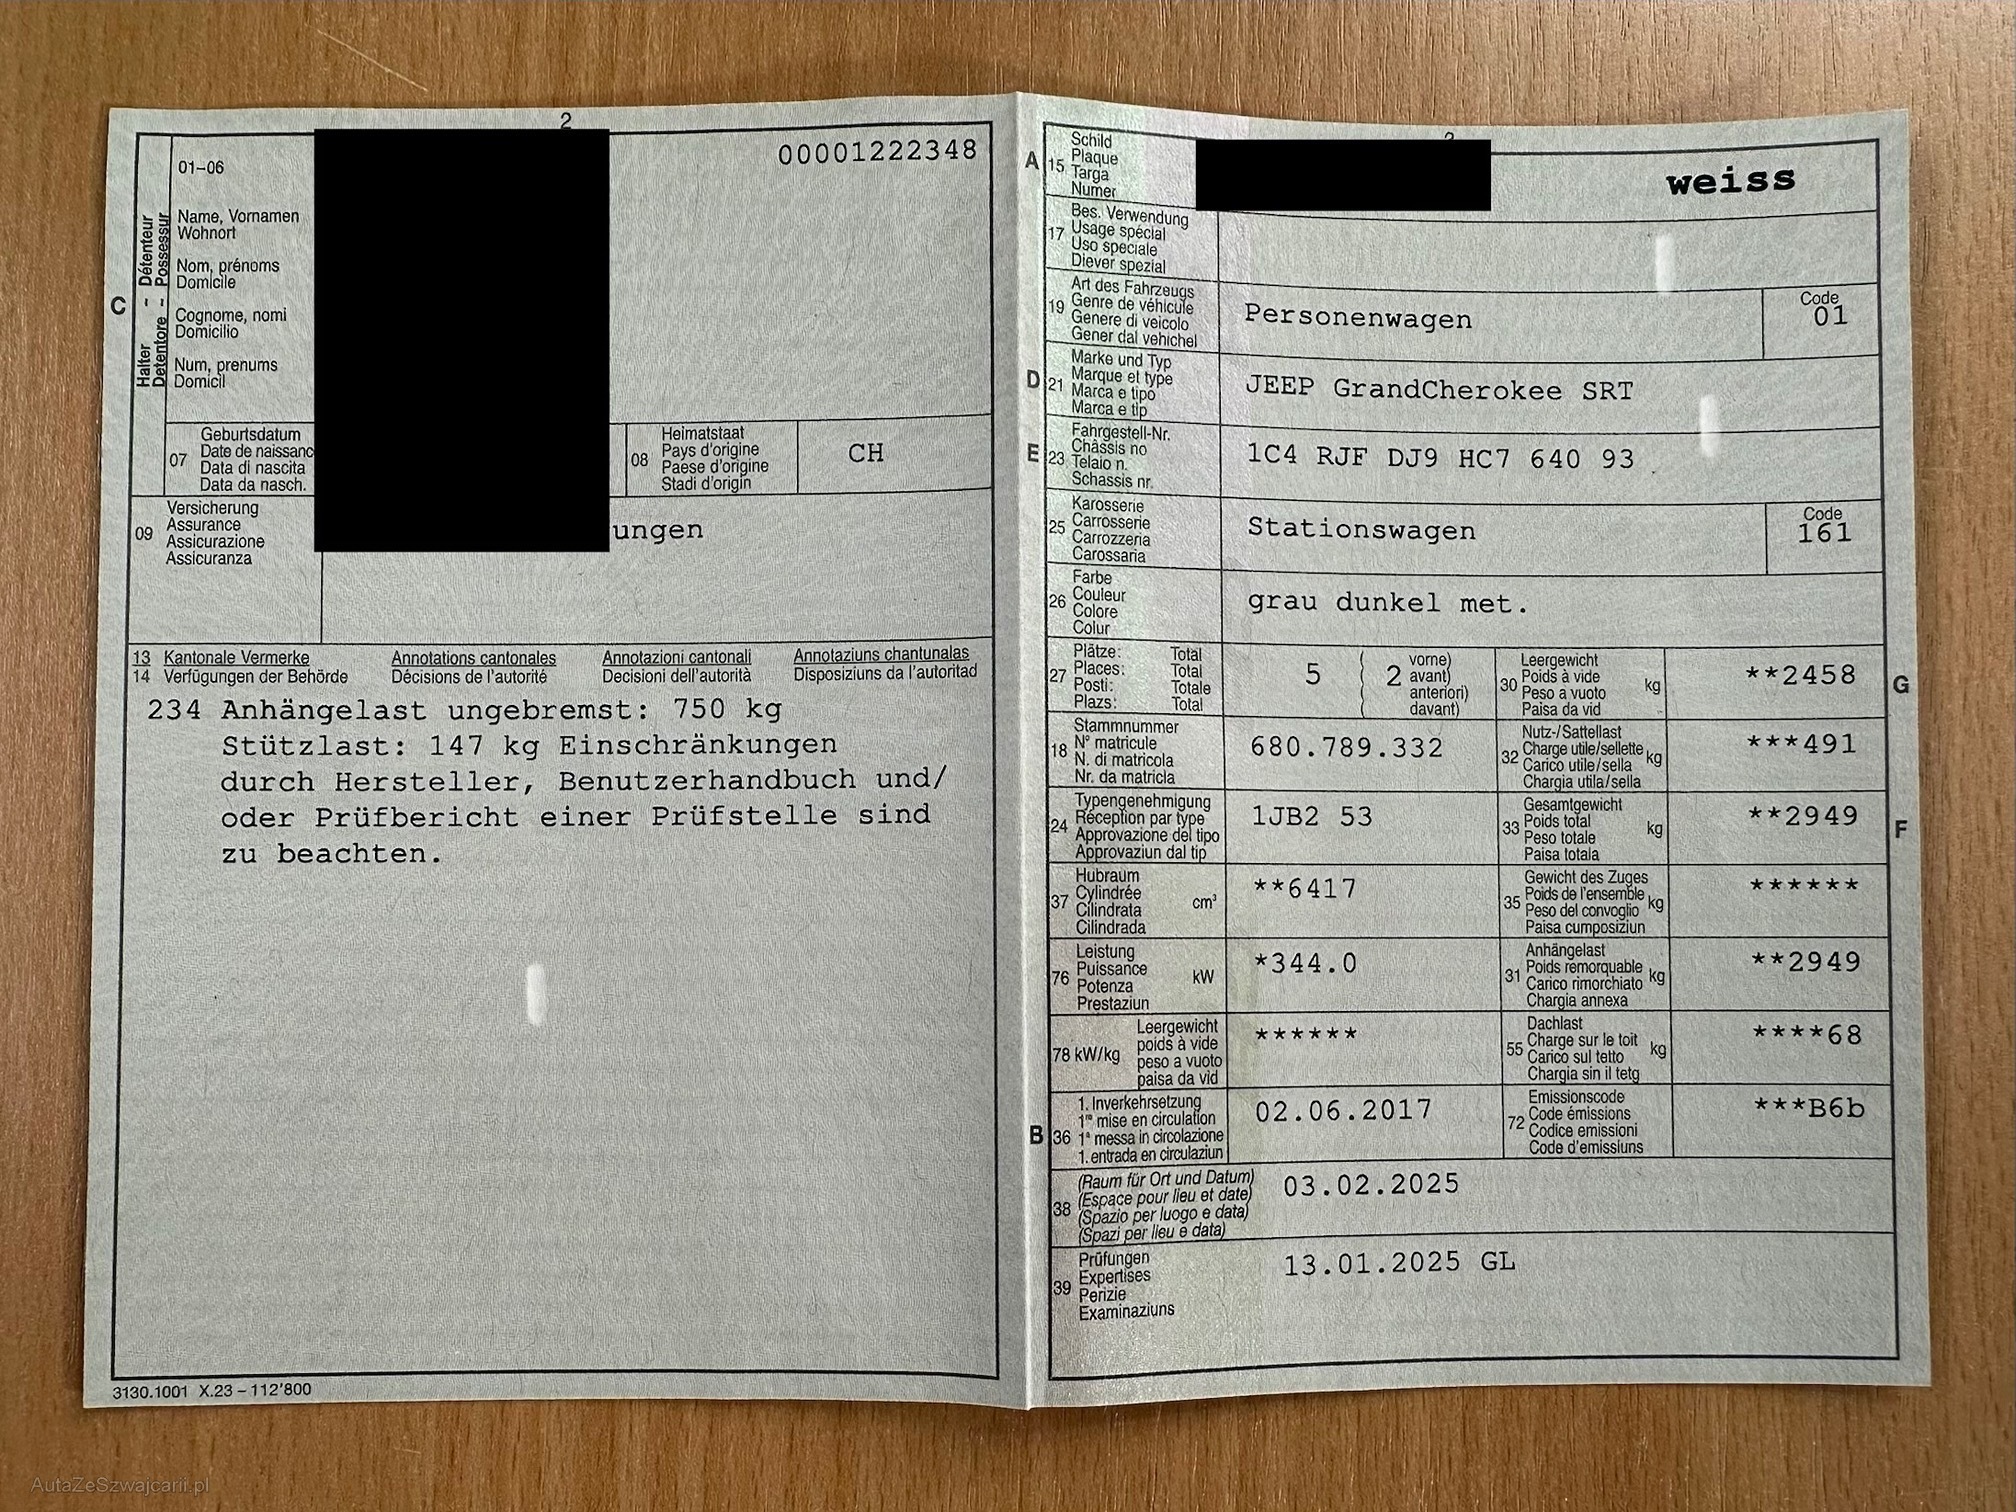 2
01–06
00001222348
Name, Vornamen
Wohnort
Nom, prénoms
Domicile
Cognome, nomi
Domicilio
Num, prenums
Domicil
C
Halter – Détenteur
Detentore – Possessur
07
Geburtsdatum
Date de naissanc
Data di nascita
Data da nasch.
08
Heimatstaat
Pays d'origine
Paese d'origine
Stadi d'origin
CH
09
Versicherung
Assurance
Assicurazione
Assicuranza
ungen
13 Kantonale Vermerke Annotations cantonales Annotazioni cantonali Annotaziuns chantunalas
14 Verfügungen der Behörde Décisions de l'autorité Decisioni dell'autorità Disposiziuns da l'autoritad
234 Anhängelast ungebremst: 750 kg
Stützlast: 147 kg Einschränkungen
durch Hersteller, Benutzerhandbuch und/
oder Prüfbericht einer Prüfstelle sind
zu beachten.
3130.1001 X.23 – 112'800
A
15
Schild
Plaque
Targa
Numer
weiss
17
Bes. Verwendung
Usage spécial
Uso speciale
Diever spezial
19
Art des Fahrzeugs
Genre de véhicule
Genere di veicolo
Gener dal vehichel
Personenwagen
Code
01
D
21
Marke und Typ
Marque et type
Marca e tipo
Marca e tip
JEEP GrandCherokee SRT
E
23
Fahrgestell-Nr.
Châssis no
Telaio n.
Schassis nr.
1C4 RJF DJ9 HC7 640 93
25
Karosserie
Carrosserie
Carrozzeria
Carossaria
Stationswagen
Code
161
26
Farbe
Couleur
Colore
Colur
grau dunkel met.
27
Plätze: Total
Places: Total
Posti: Totale
Plazs: Total
5
( 2
vorne)
avant)
anteriori)
davant)
30
Leergewicht
Poids à vide
Peso a vuoto
Paisa da vid
kg
**2458
G
18
Stammnummer
N° matricule
N. di matricola
Nr. da matricla
680.789.332
32
Nutz-/Sattellast
Charge utile/sellette
Carico utile/sella
Chargia utila/sella
kg
***491
24
Typengenehmigung
Réception par type
Approvazione del tipo
Approvaziun dal tip
1JB2 53
33
Gesamtgewicht
Poids total
Peso totale
Paisa totala
kg
**2949
F
37
Hubraum
Cylindrée
Cilindrata
Cilindrada
cm³
**6417
35
Gewicht des Zuges
Poids de l'ensemble
Peso del convoglio
Paisa cumposiziun
kg
******
76
Leistung
Puissance
Potenza
Prestaziun
kW
*344.0
31
Anhängelast
Poids remorquable
Carico rimorchiato
Chargia annexa
kg
**2949
78 kW/kg
Leergewicht
poids à vide
peso a vuoto
paisa da vid
******
55
Dachlast
Charge sur le toit
Carico sul tetto
Chargia sin il tetg
kg
****68
B
36
1. Inverkehrsetzung
1re mise en circulation
1a messa in circolazione
1. entrada en circulaziun
02.06.2017
72
Emissionscode
Code émissions
Codice emissioni
Code d'emissiuns
***B6b
38
(Raum für Ort und Datum)
(Espace pour lieu et date)
(Spazio per luogo e data)
(Spazi per lieu e data)
03.02.2025
39
Prüfungen
Expertises
Perizie
Examinaziuns
13.01.2025 GL
AutaZeSzwajcarii.pl